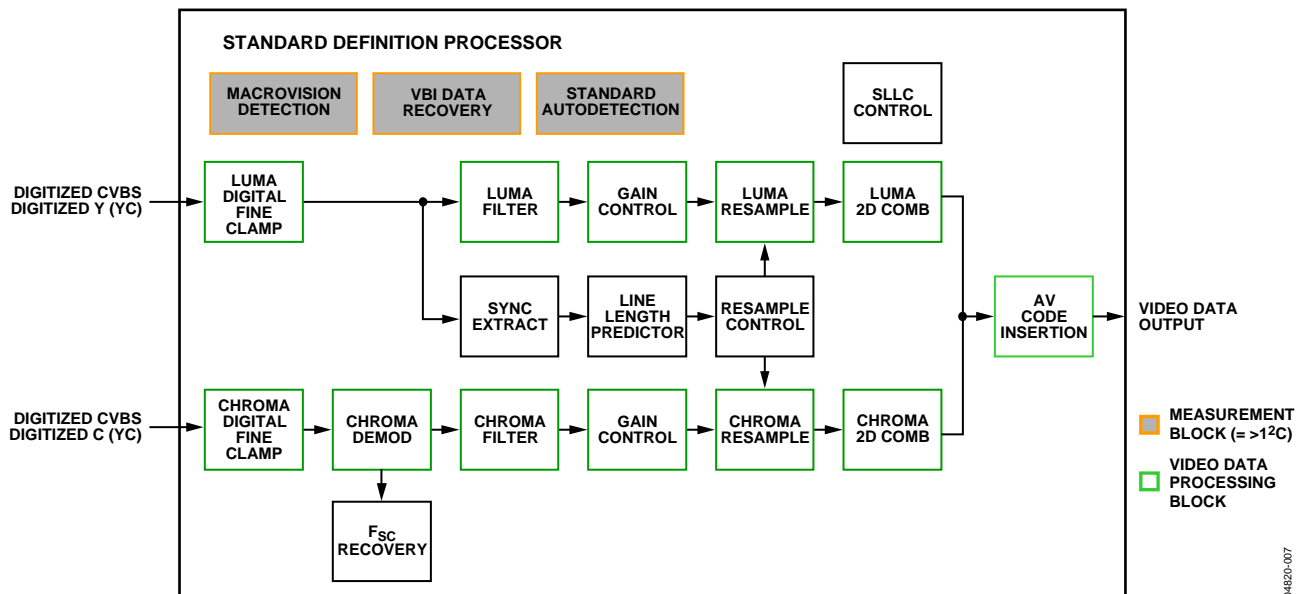 STANDARD DEFINITION PROCESSOR
MACROVISION
DETECTION
VBI DATA
RECOVERY
STANDARD
AUTODETECTION
SLLC
CONTROL
DIGITIZED CVBS
DIGITIZED Y (YC)
LUMA
DIGITAL
FINE
CLAMP
LUMA
FILTER
GAIN
CONTROL
LUMA
RESAMPLE
LUMA
2D COMB
SYNC
EXTRACT
LINE
LENGTH
PREDICTOR
RESAMPLE
CONTROL
AV
CODE
INSERTION
VIDEO DATA
OUTPUT
DIGITIZED CVBS
DIGITIZED C (YC)
CHROMA
DIGITAL
FINE
CLAMP
CHROMA
DEMOD
CHROMA
FILTER
GAIN
CONTROL
CHROMA
RESAMPLE
CHROMA
2D COMB
FSC
RECOVERY
MEASUREMENT
BLOCK (= >1²C)
VIDEO DATA
PROCESSING
BLOCK
04820-007